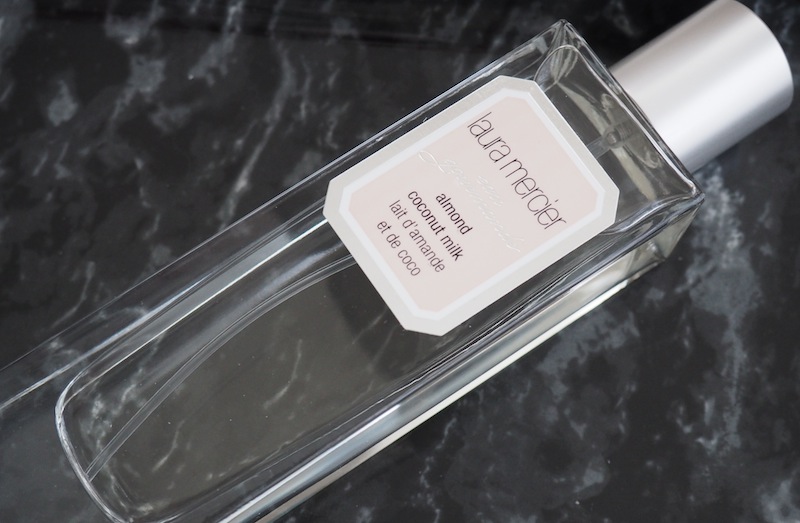 laura mercier
almond
coconut milk
lait d'amande
et de coco